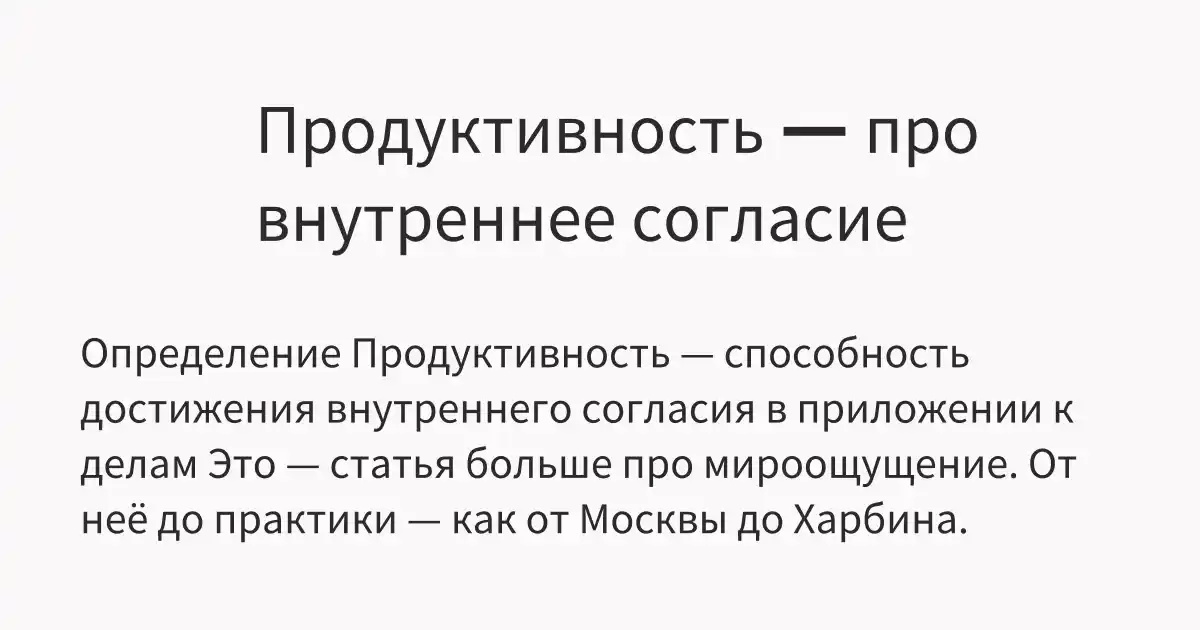 Продуктивность — про
внутреннее согласие
Определение Продуктивность — способность
достижения внутреннего согласия в приложении к
делам Это — статья больше про мироощущение. От
неё до практики — как от Москвы до Харбина.